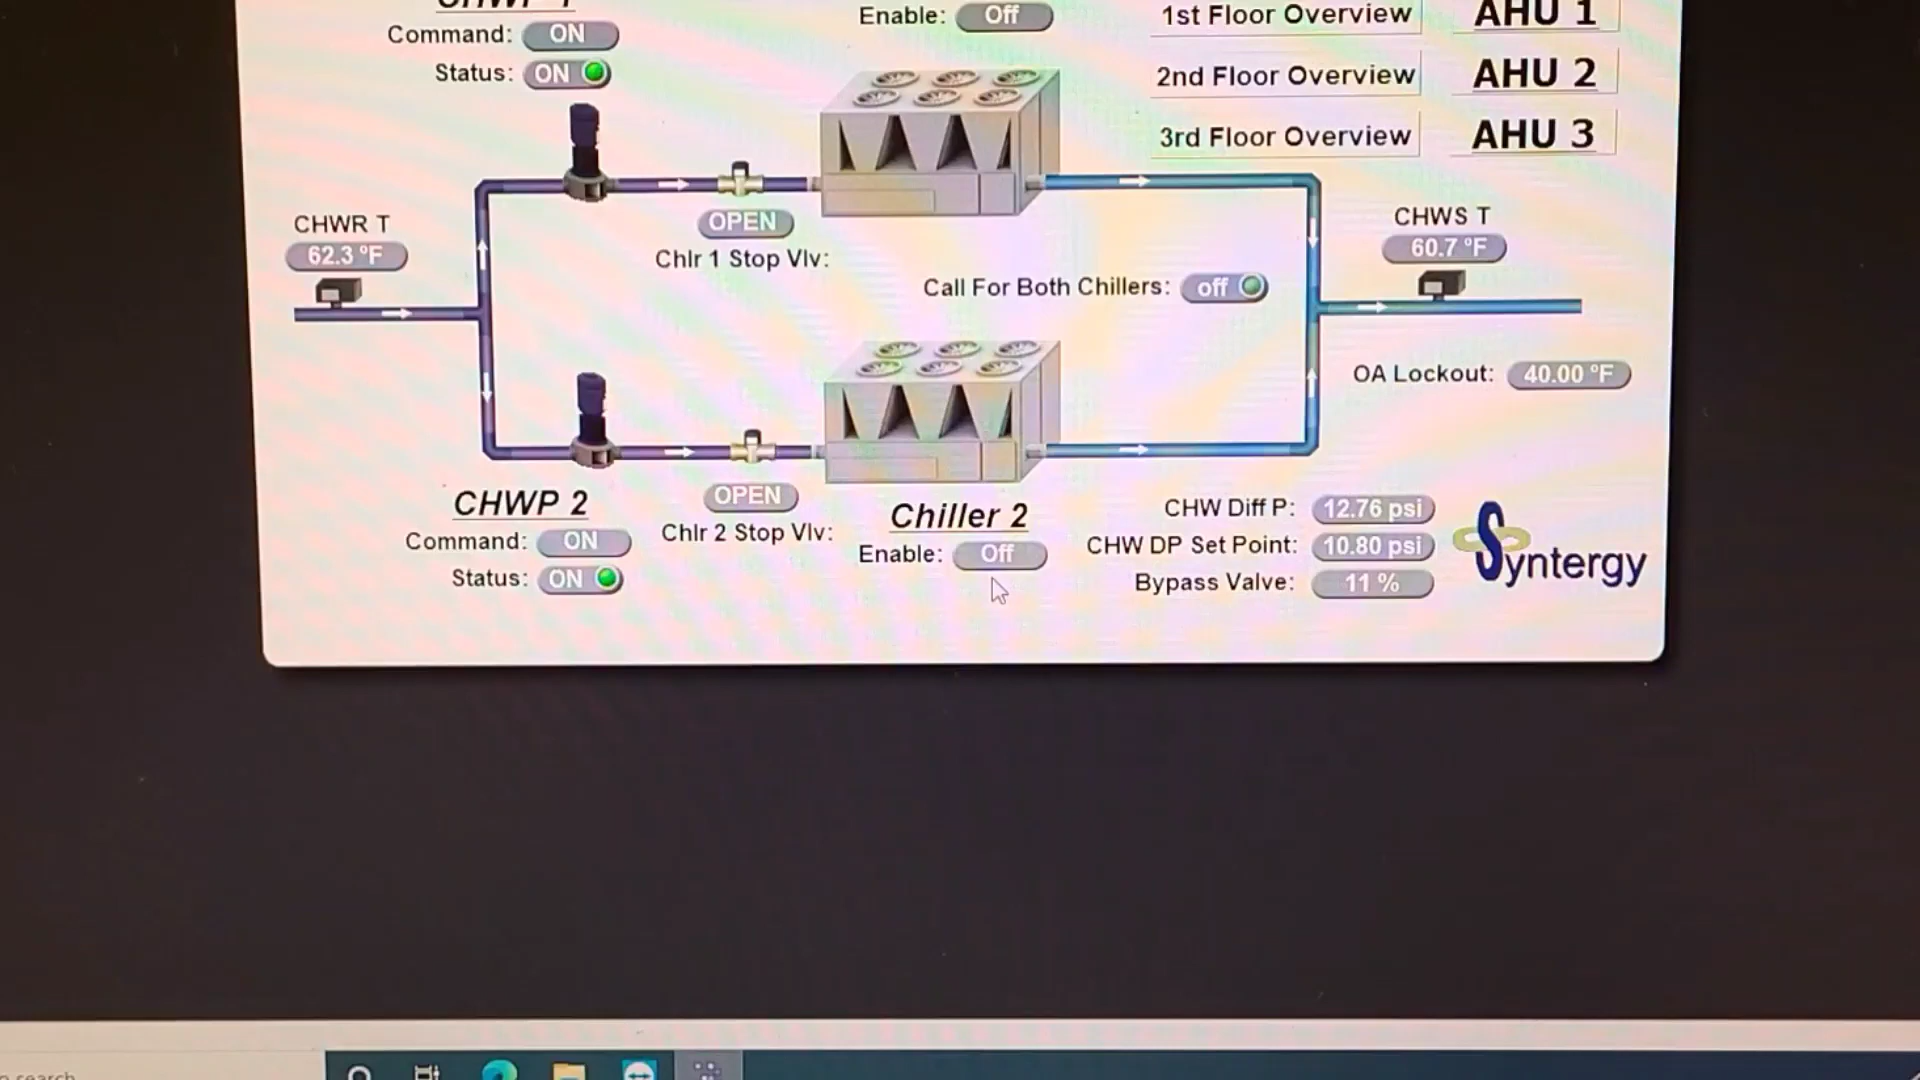 CHWP 1
Command: ON
Status: ON
Enable: Off
1st Floor Overview
AHU 1
2nd Floor Overview
AHU 2
3rd Floor Overview
AHU 3
CHWR T
62.3 °F
OPEN
Chlr 1 Stop Vlv:
CHWS T
60.7 °F
Call For Both Chillers: off
OA Lockout: 40.00 °F
CHWP 2
Command: ON
Status: ON
OPEN
Chlr 2 Stop Vlv:
Chiller 2
Enable: Off
CHW Diff P: 12.76 psi
CHW DP Set Point: 10.80 psi
Bypass Valve: 11 %
Syntergy
search